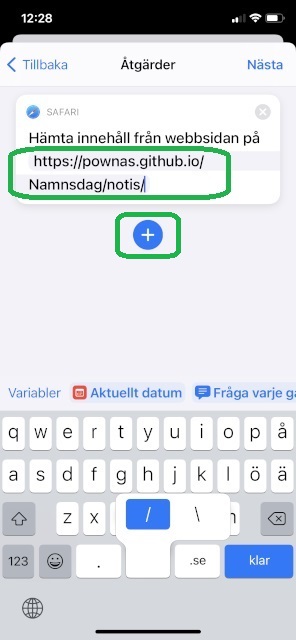 12:28
Tillbaka
Åtgärder
Nästa
SAFARI
Hämta innehåll från webbsidan på
https://pownas.github.io/
Namnsdag/notis/
Variabler
Aktuellt datum
Fråga varje ga
q w e r t y u i o p å
a s d f g h j k l ö ä
z x
/ \
123
.
.se
klar